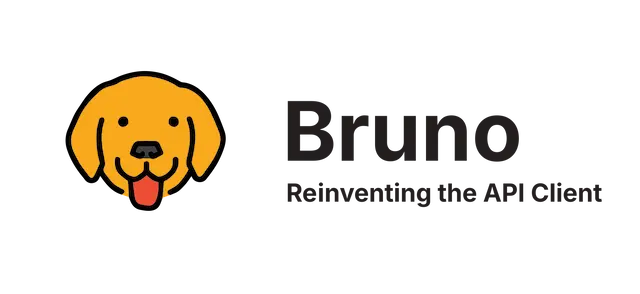 Bruno
Reinventing the API Client